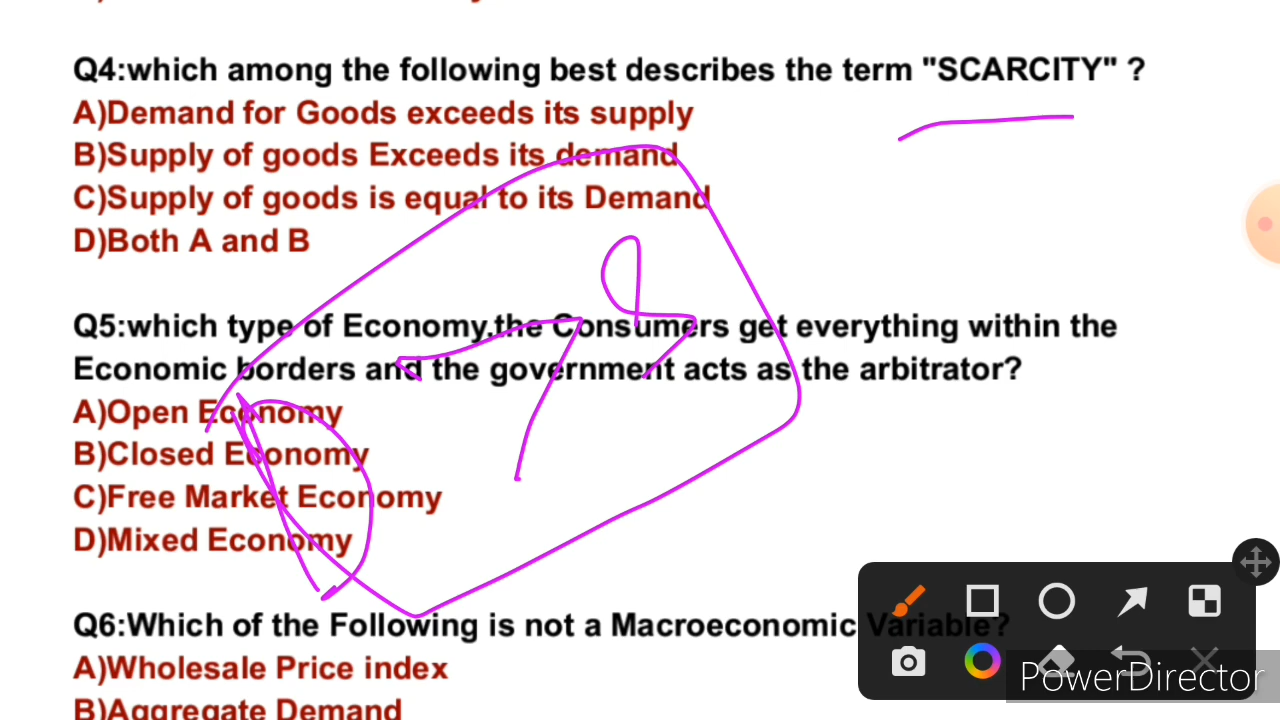 Q4:which among the following best describes the term "SCARCITY" ?
A)Demand for Goods exceeds its supply
B)Supply of goods Exceeds its demand
C)Supply of goods is equal to its Demand
D)Both A and B
Q5:which type of Economy,the Consumers get everything within the
Economic borders and the government acts as the arbitrator?
A)Open Economy
B)Closed Economy
C)Free Market Economy
D)Mixed Economy
Q6:Which of the Following is not a Macroeconomic Variable?
A)Wholesale Price index
B)Aggregate Demand
PowerDirector